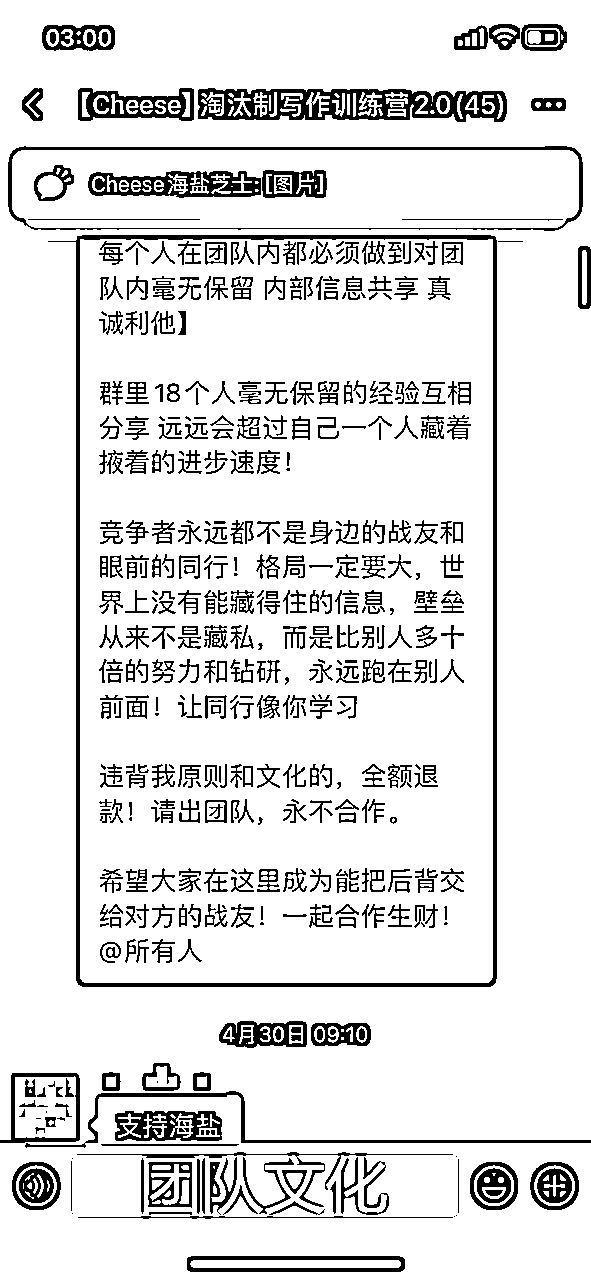 03:00
【Cheese】淘汰制写作训练营2.0(45)
Cheese海盐芝士:[图片]
每个人在团队内都必须做到对团
队内毫无保留 内部信息共享 真
诚利他】
群里18个人毫无保留的经验互相
分享 远远会超过自己一个人藏着
掖着的进步速度！
竞争者永远都不是身边的战友和
眼前的同行！格局一定要大，世
界上没有能藏得住的信息，壁垒
从来不是藏私，而是比别人多十
倍的努力和钻研，永远跑在别人
前面！让同行像你学习
违背我原则和文化的，全额退
款！请出团队，永不合作。
希望大家在这里成为能把后背交
给对方的战友！一起合作生财！
@所有人
4月30日 09:10
支持海盐
团队文化